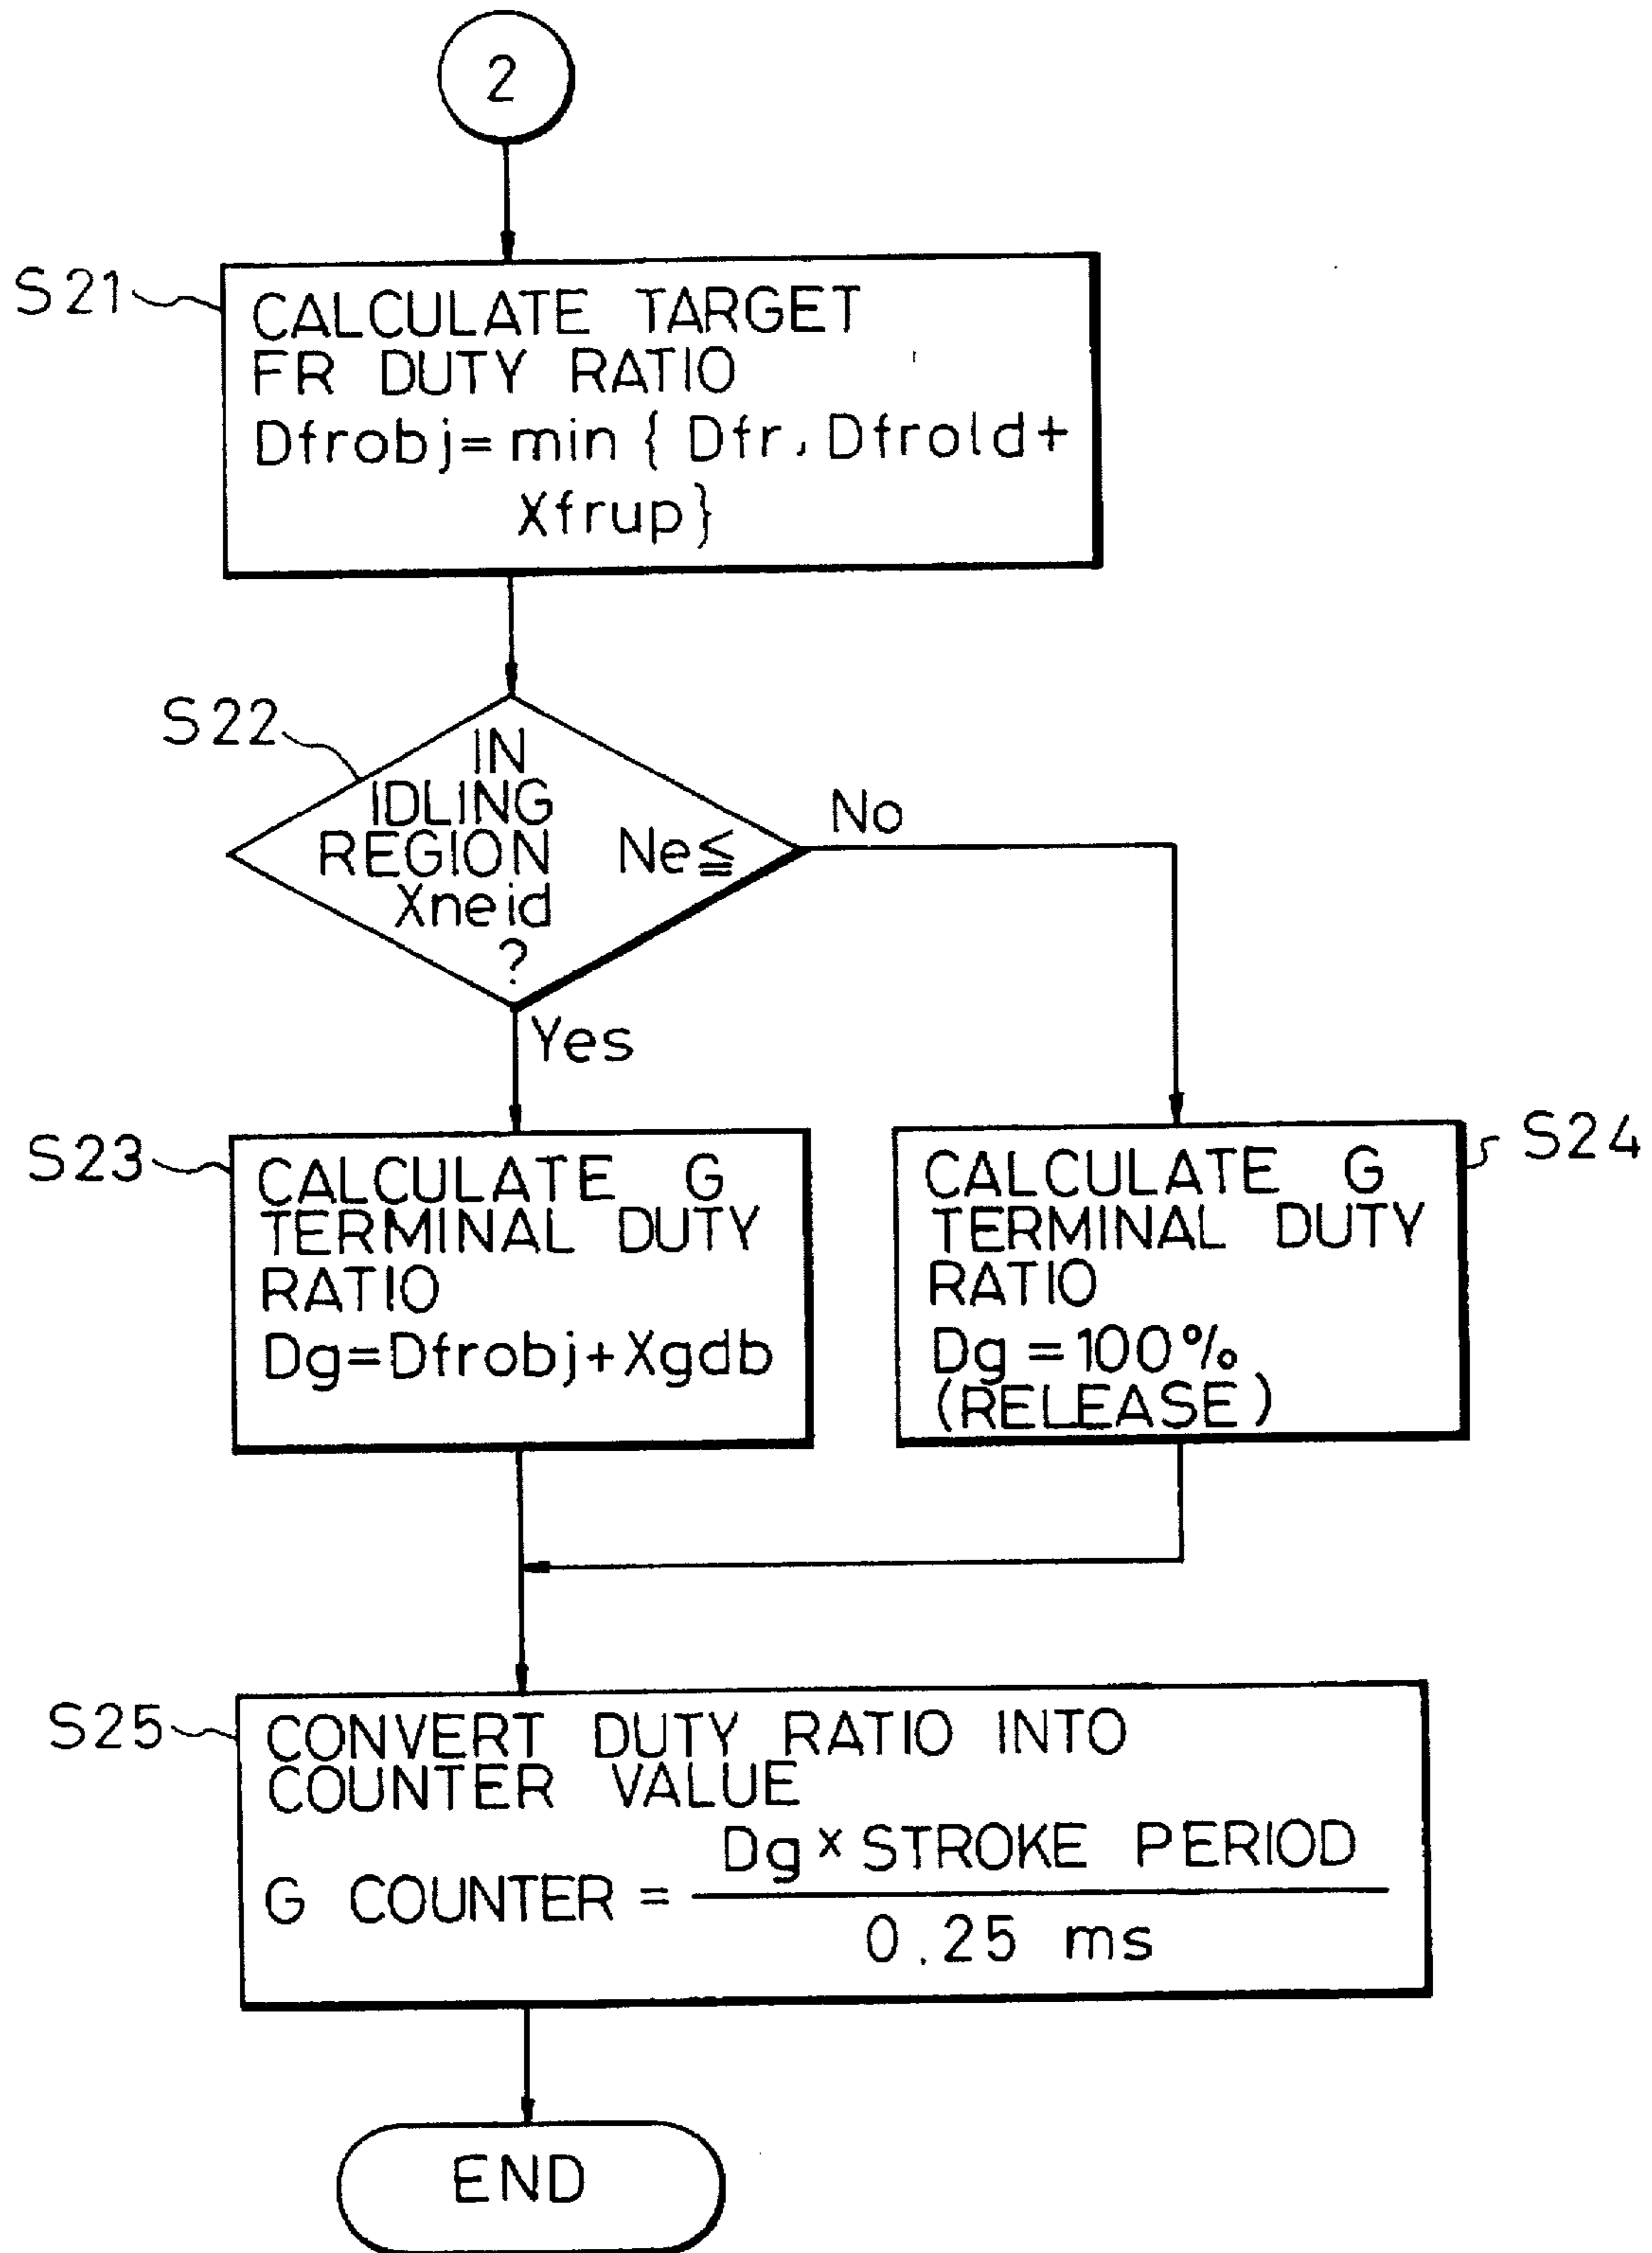 2
S21
CALCULATE TARGET
FR DUTY RATIO
Dfrobj= min { Dfr, Dfrold+
Xfrup}
S22
IN
IDLING
REGION Ne≦
Xneid
?
No
Yes
S23
CALCULATE G
TERMINAL DUTY
RATIO
Dg=Dfrobj+Xgdb
S24
CALCULATE G
TERMINAL DUTY
RATIO
Dg=100%
(RELEASE)
S25
CONVERT DUTY RATIO INTO
COUNTER VALUE
Dg × STROKE PERIOD
G COUNTER =
0.25 ms
END